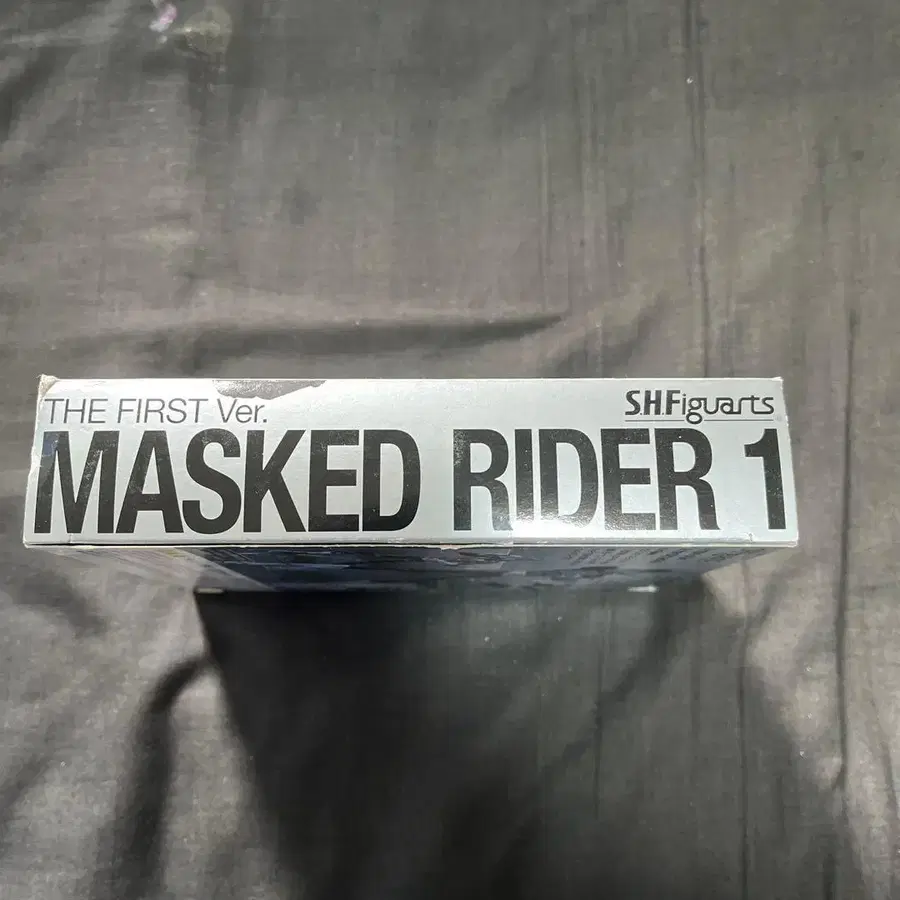 THE FIRST Ver.
S.H.Figuarts
MASKED RIDER 1